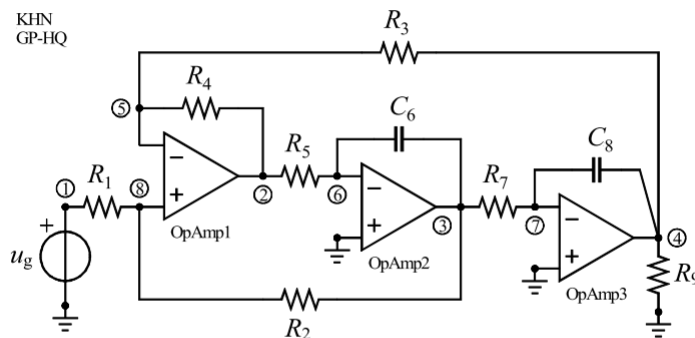 KHN
GP-HQ
R3
R4
C6
⑤
R5
C8
R1
R7
①
⑧
②
⑥
⑦
③
④
ug
OpAmp1
OpAmp2
OpAmp3
R9
R2
+
−
+
−
+
−
+